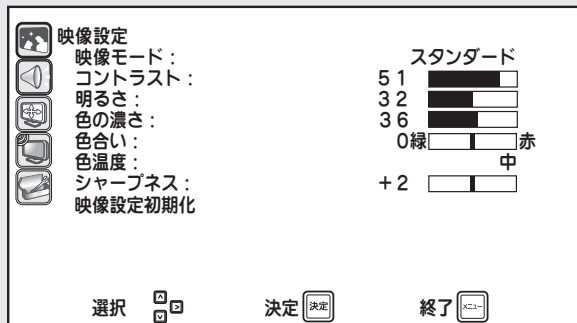 映像設定
映像モード： スタンダード
コントラスト： 51
明るさ： 32
色の濃さ： 36
色合い： 0緑 赤
色温度： 中
シャープネス： +2
映像設定初期化
選択 決定 決定 終了 メニュー